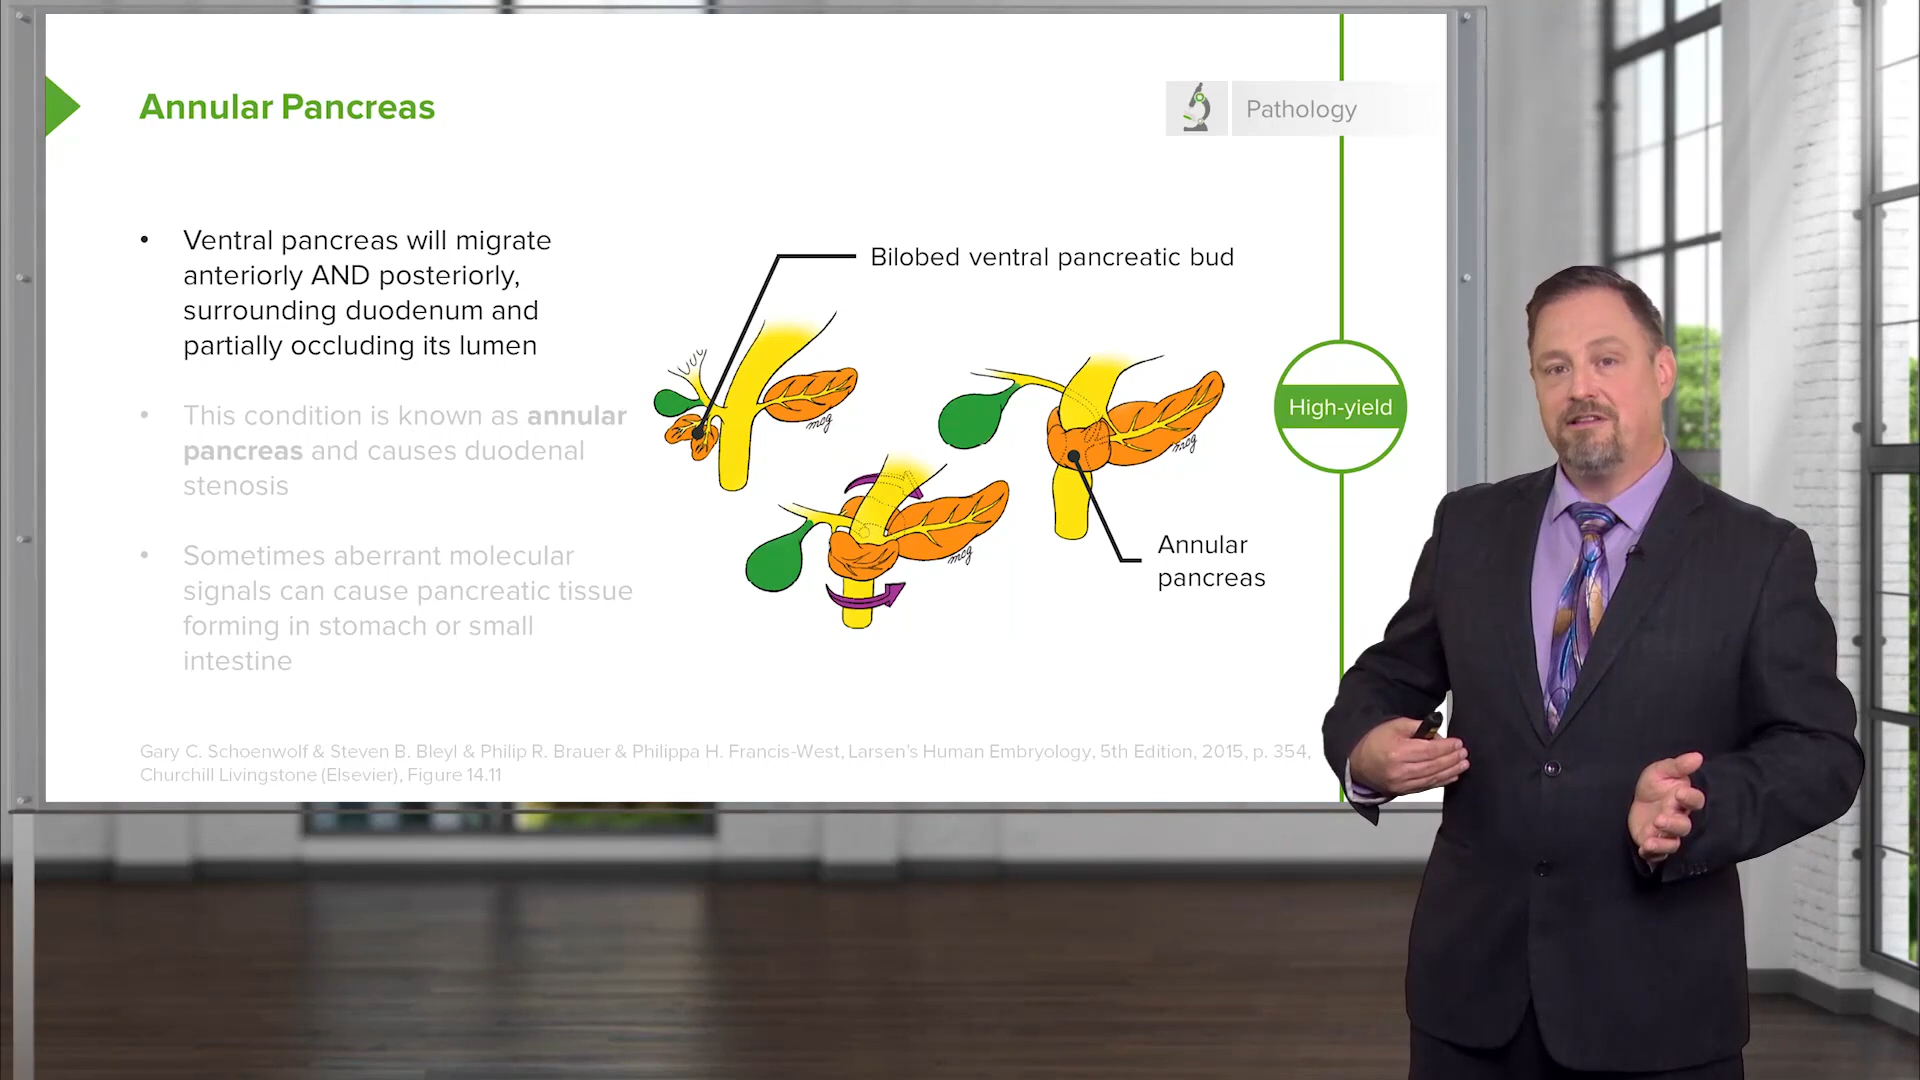 Annular Pancreas
Pathology
• Ventral pancreas will migrate
anteriorly AND posteriorly,
surrounding duodenum and
partially occluding its lumen
• This condition is known as annular
pancreas and causes duodenal
stenosis
• Sometimes aberrant molecular
signals can cause pancreatic tissue
forming in stomach or small
intestine
Bilobed ventral pancreatic bud
mcg
mcg
mcg
Annular
pancreas
High-yield
Gary C. Schoenwolf & Steven B. Bleyl & Philip R. Brauer & Philippa H. Francis-West, Larsen's Human Embryology, 5th Edition, 2015, p. 354,
Churchill Livingstone (Elsevier), Figure 14.11